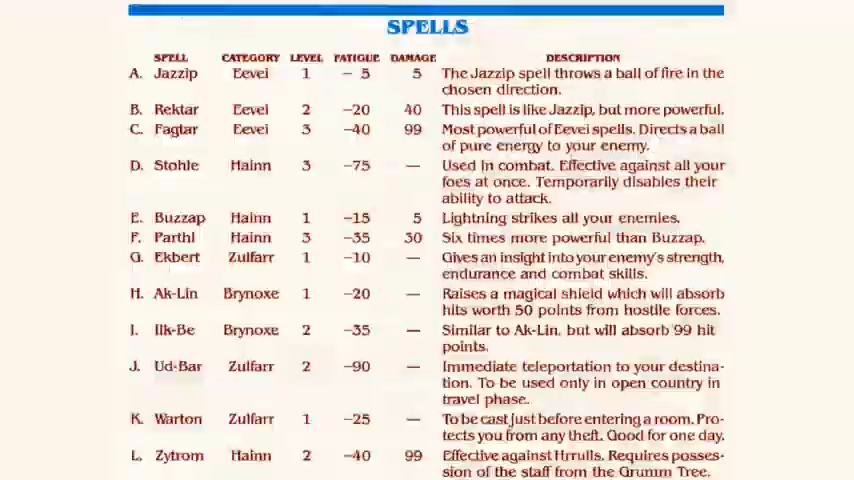 SPELLS
SPELL CATEGORY LEVEL FATIGUE DAMAGE DESCRIPTION
A. Jazzip Eevei 1 – 5 5 The Jazzip spell throws a ball of fire in the
chosen direction.
B. Rektar Eevei 2 –20 40 This spell is like Jazzip, but more powerful.
C. Fagtar Eevei 3 –40 99 Most powerful of Eevei spells. Directs a ball
of pure energy to your enemy.
D. Stohle Hainn 3 –75 — Used in combat. Effective against all your
foes at once. Temporarily disables their
ability to attack.
E. Buzzap Hainn 1 –15 5 Lightning strikes all your enemies.
F. Parthi Hainn 3 –35 30 Six times more powerful than Buzzap.
G. Ekbert Zulfarr 1 –10 — Gives an insight into your enemy's strength,
endurance and combat skills.
H. Ak-Lin Brynoxe 1 –20 — Raises a magical shield which will absorb
hits worth 50 points from hostile forces.
I. Ilk-Be Brynoxe 2 –35 — Similar to Ak-Lin, but will absorb 99 hit
points.
J. Ud-Bar Zulfarr 2 –90 — Immediate teleportation to your destina-
tion. To be used only in open country in
travel phase.
K. Warton Zulfarr 1 –25 — To be cast just before entering a room. Pro-
tects you from any theft. Good for one day.
L. Zytrom Hainn 2 –40 99 Effective against Hrrulls. Requires posses-
sion of the staff from the Grumm Tree.